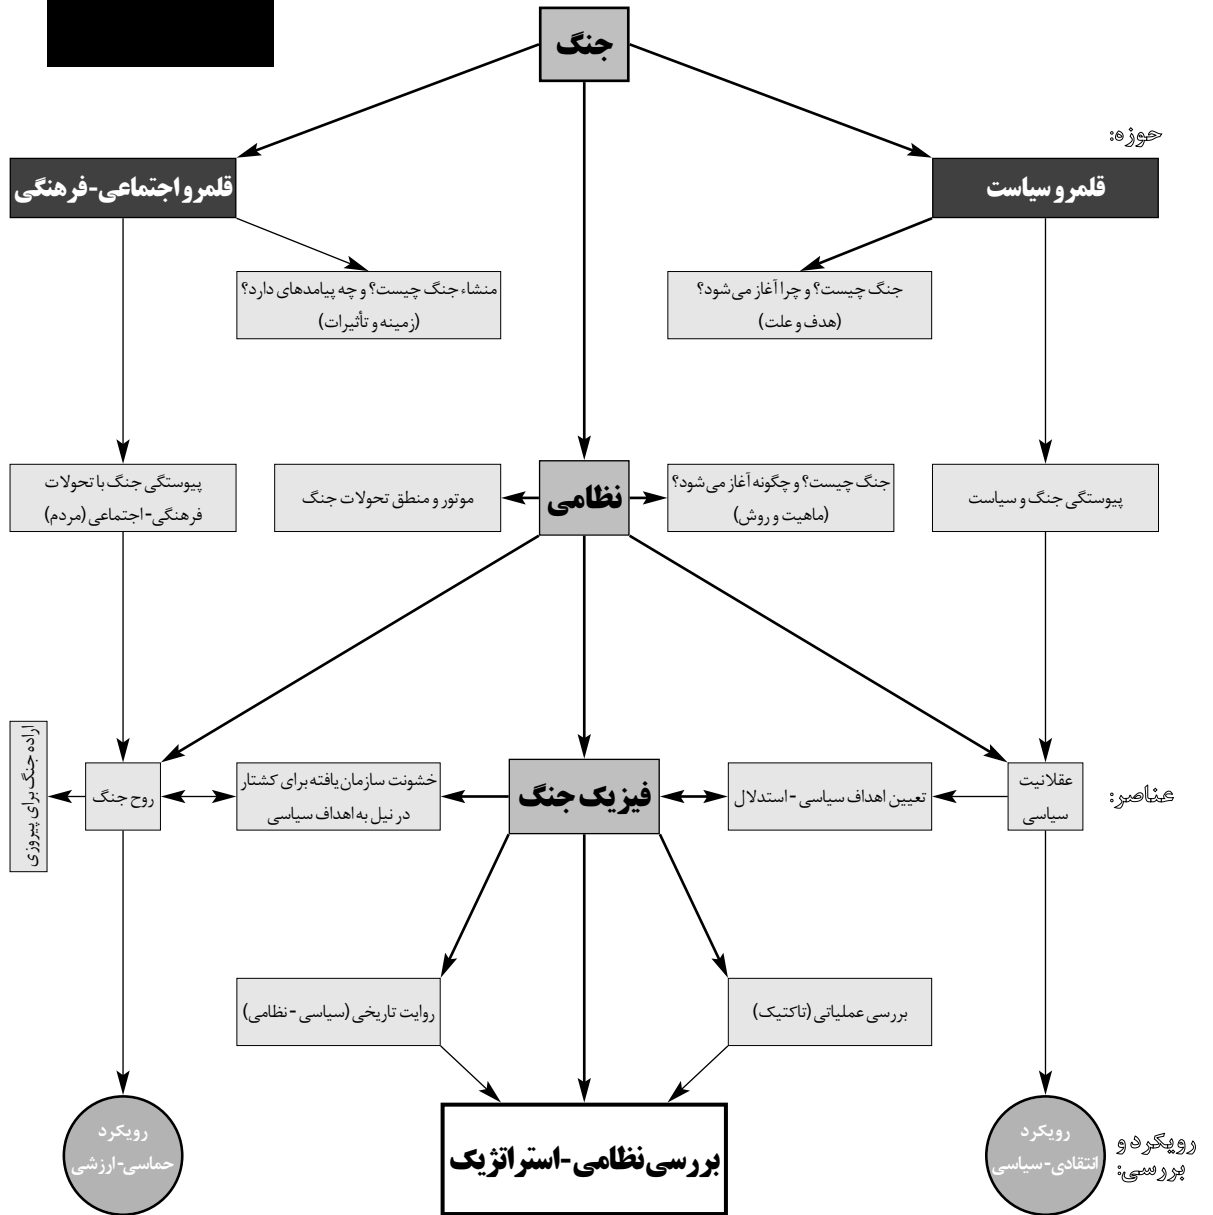 جنگ
حوزه:
قلمرو سیاست
قلمرو اجتماعی-فرهنگی
جنگ چیست؟ و چرا آغاز می‌شود؟
(هدف و علت)
منشاء جنگ چیست؟ و چه پیامدهای دارد؟
(زمینه و تأثیرات)
پیوستگی جنگ و سیاست
جنگ چیست؟ و چگونه آغاز می‌شود؟
(ماهیت و روش)
نظامی
موتور و منطق تحولات جنگ
پیوستگی جنگ با تحولات
فرهنگی-اجتماعی (مردم)
عناصر:
عقلانیت
سیاسی
تعیین اهداف سیاسی - استدلال
فیزیک جنگ
خشونت سازمان یافته برای کشتار
در نیل به اهداف سیاسی
روح جنگ
اراده جنگ برای پیروزی
بررسی عملیاتی (تاکتیک)
روایت تاریخی (سیاسی - نظامی)
رویکرد و
بررسی:
رویکرد
انتقادی-سیاسی
بررسی نظامی-استراتژیک
رویکرد
حماسی-ارزشی